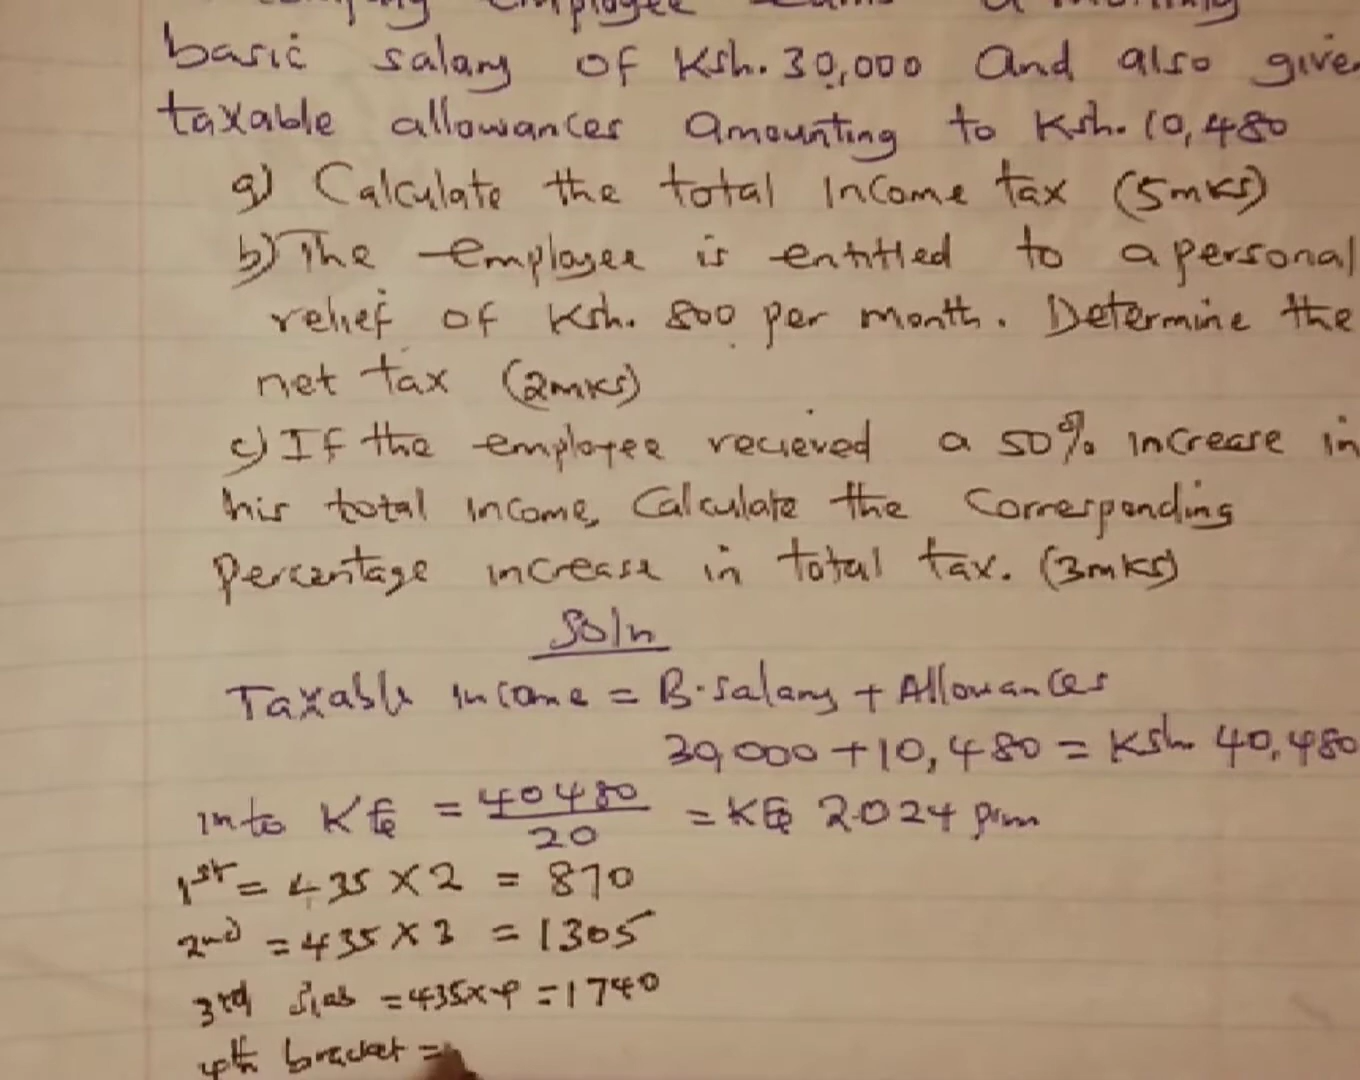 employee
basic salary of Ksh. 30,000 and also given
taxable allowances amounting to Ksh. 10,480
a) Calculate the total Income tax (5mks)
b) The employee is entitled to a personal
relief of Ksh. 800 per month. Determine the
net tax (2mks)
c) If the employee recieved a 50% increase in
his total income, Calculate the Corresponding
Percentage increase in total tax. (3mks)
Soln
Taxable income = B.salary + Allowances
30,000 + 10,480 = Ksh 40,480
into K£ = 40480 / 20 = K£ 2024 p.m
1st = 435 X 2 = 870
2nd = 435 X 3 = 1305
3rd slab = 435 x 4 = 1740
4th bracket =